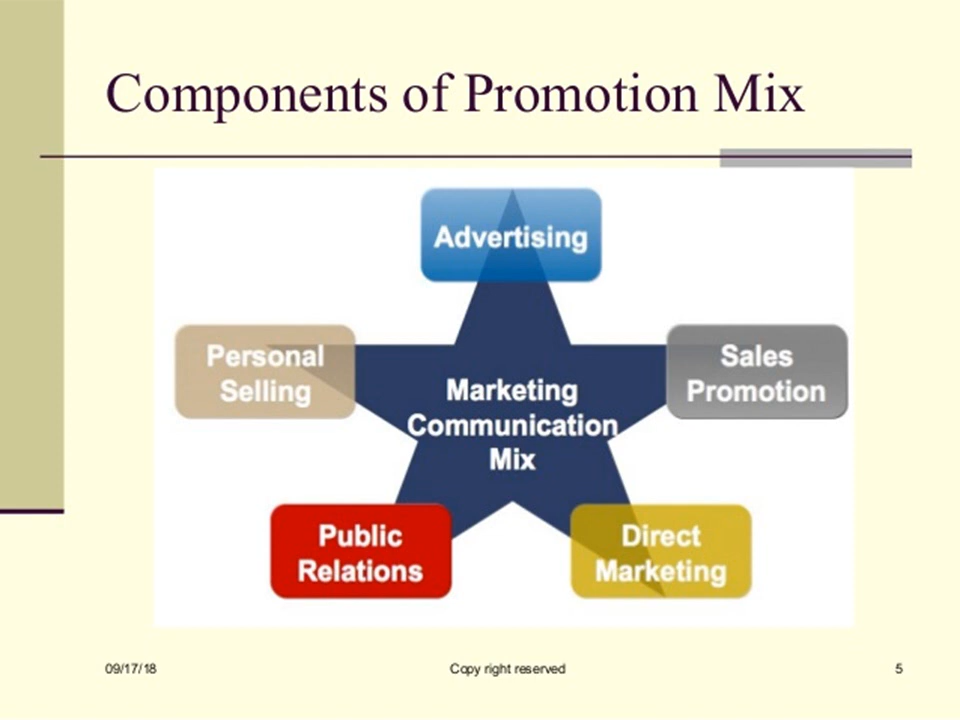 Components of Promotion Mix
Advertising
Personal
Selling
Sales
Promotion
Marketing
Communication
Mix
Public
Relations
Direct
Marketing
09/17/18
Copy right reserved
5